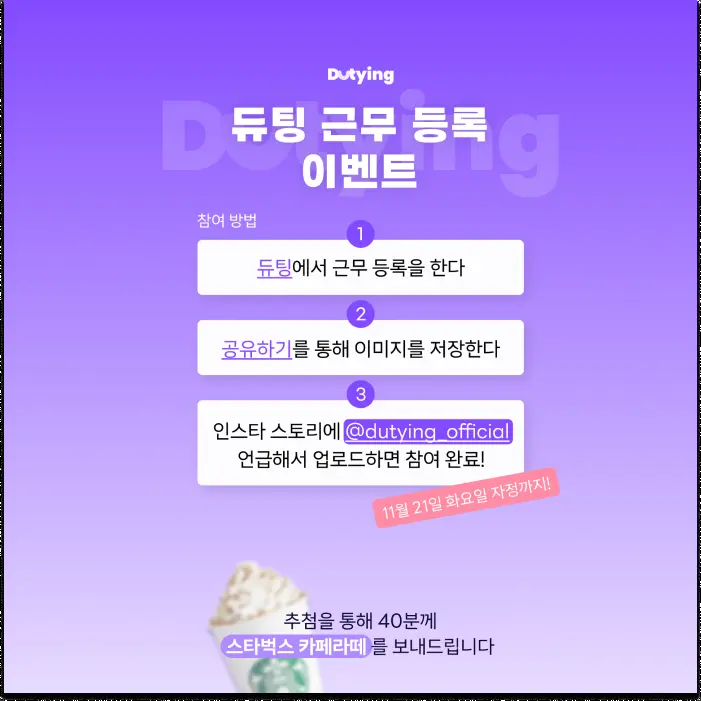 Dutying
Dutying
듀팅 근무 등록
이벤트
참여 방법
1
듀팅에서 근무 등록을 한다
2
공유하기를 통해 이미지를 저장한다
3
인스타 스토리에 @dutying_official
언급해서 업로드하면 참여 완료!
11월 21일 화요일 자정까지!
추첨을 통해 40분께
스타벅스 카페라떼를 보내드립니다